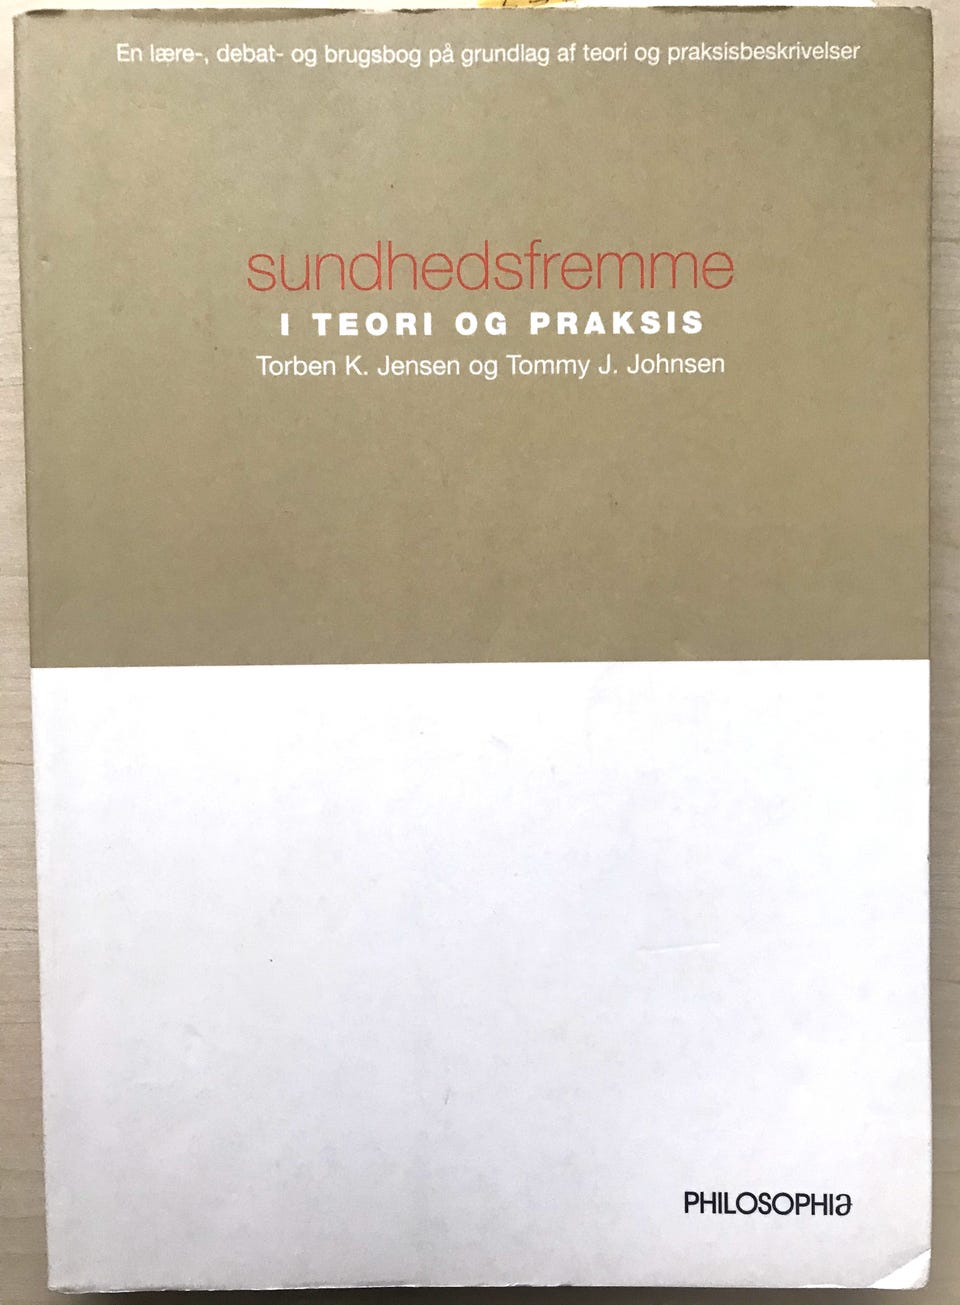 En lære-, debat- og brugsbog på grundlag af teori og praksisbeskrivelser
sundhedsfremme
I TEORI OG PRAKSIS
Torben K. Jensen og Tommy J. Johnsen
PHILOSOPHIA